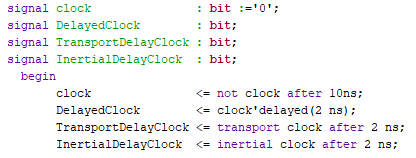 signal clock : bit :='0';
signal DelayedClock : bit;
signal TransportDelayClock : bit;
signal InertialDelayClock : bit;
begin
clock <= not clock after 10ns;
DelayedClock <= clock'delayed(2 ns);
TransportDelayClock <= transport clock after 2 ns;
InertialDelayClock <= inertial clock after 2 ns;